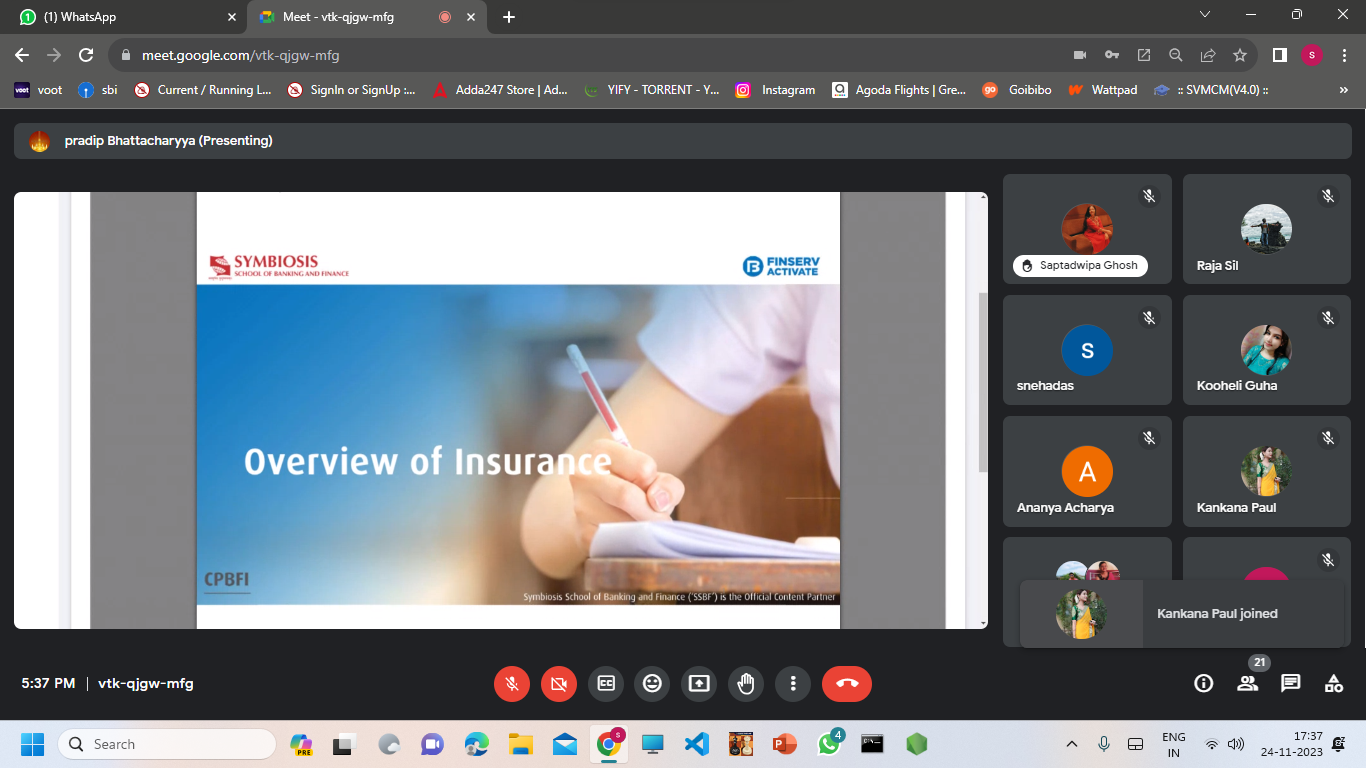 (1) WhatsApp
Meet - vtk-qjgw-mfg
meet.google.com/vtk-qjgw-mfg
S
voot voot
sbi
Current / Running L...
SignIn or SignUp :...
Adda247 Store | Ad...
YIFY - TORRENT - Y...
Instagram
Agoda Flights | Gre...
go Goibibo
Wattpad
:: SVMCM(V4.0) ::
»
pradip Bhattacharyya (Presenting)
SYMBIOSIS
SCHOOL OF BANKING AND FINANCE
FINSERV
ACTIVATE
Overview of Insurance
CPBFI
Symbiosis School of Banking and Finance ('SSBF') is the Official Content Partner
Saptadwipa Ghosh
Raja Sil
S
snehadas
Kooheli Guha
A
Ananya Acharya
Kankana Paul
Kankana Paul joined
5:37 PM | vtk-qjgw-mfg
CC
21
Search
PRE
S
4
ENG
IN
17:37
24-11-2023